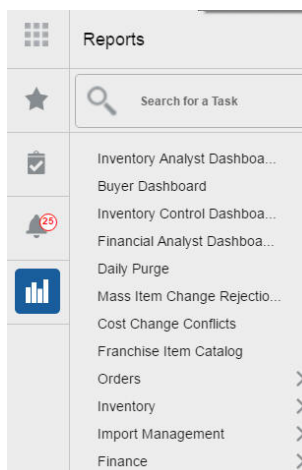 Reports
Search for a Task
Inventory Analyst Dashboa...
Buyer Dashboard
25
Inventory Control Dashboa...
Financial Analyst Dashboa...
Daily Purge
Mass Item Change Rejectio...
Cost Change Conflicts
Franchise Item Catalog
Orders
Inventory
Import Management
Finance